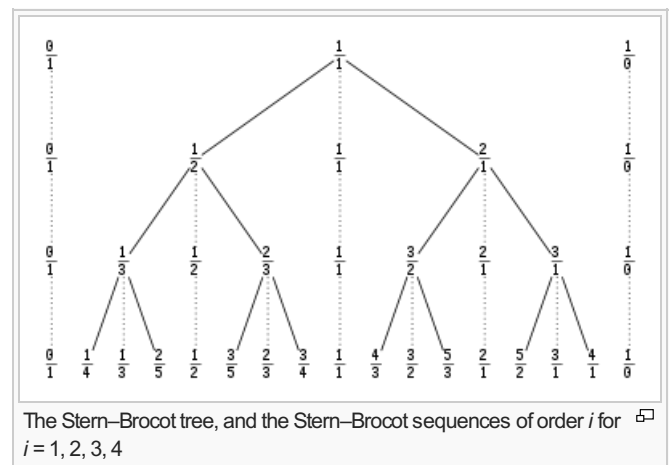 0/1 1/1 1/0
0/1 1/2 1/1 2/1 1/0
0/1 1/3 1/2 2/3 1/1 3/2 2/1 3/1 1/0
0/1 1/4 1/3 2/5 1/2 3/5 2/3 3/4 1/1 4/3 3/2 5/3 2/1 5/2 3/1 4/1 1/0
The Stern–Brocot tree, and the Stern–Brocot sequences of order i for
i = 1, 2, 3, 4